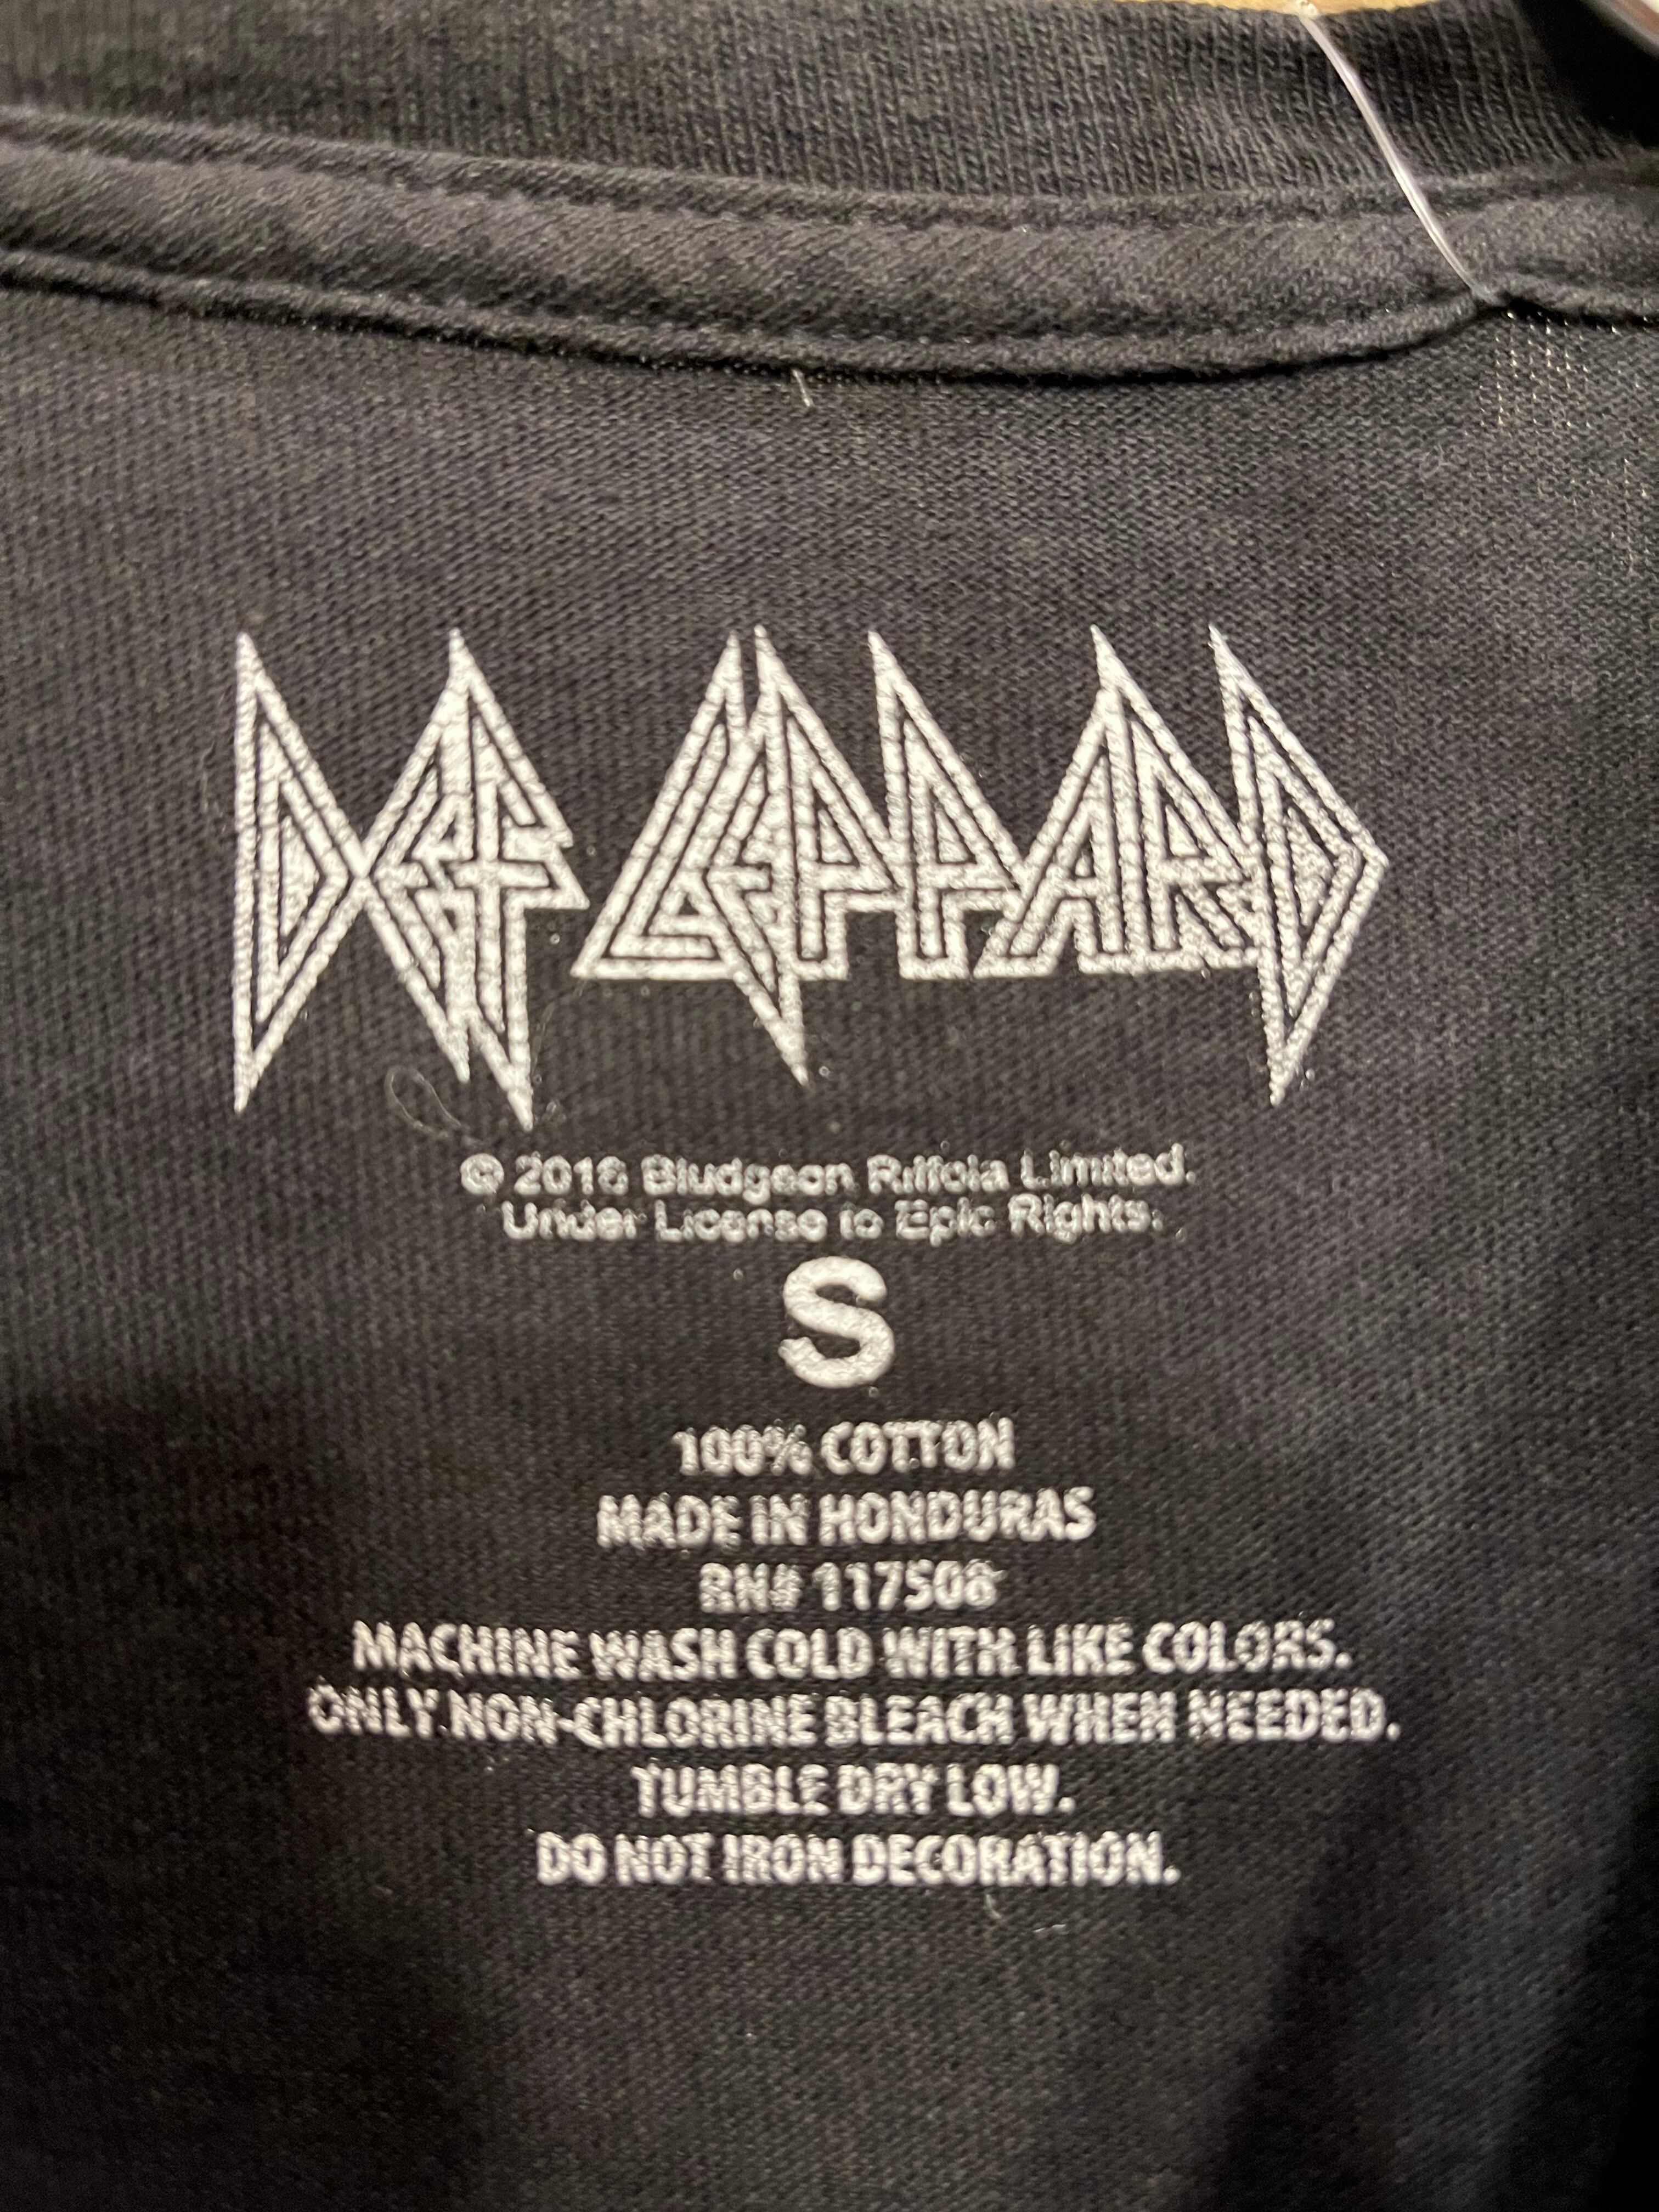 DEF LEPPARD
© 2018 Bludgeon Riffola Limited.
Under License to Epic Rights.
S
100% COTTON
MADE IN HONDURAS
RN# 117508
MACHINE WASH COLD WITH LIKE COLORS.
ONLY NON-CHLORINE BLEACH WHEN NEEDED.
TUMBLE DRY LOW.
DO NOT IRON DECORATION.